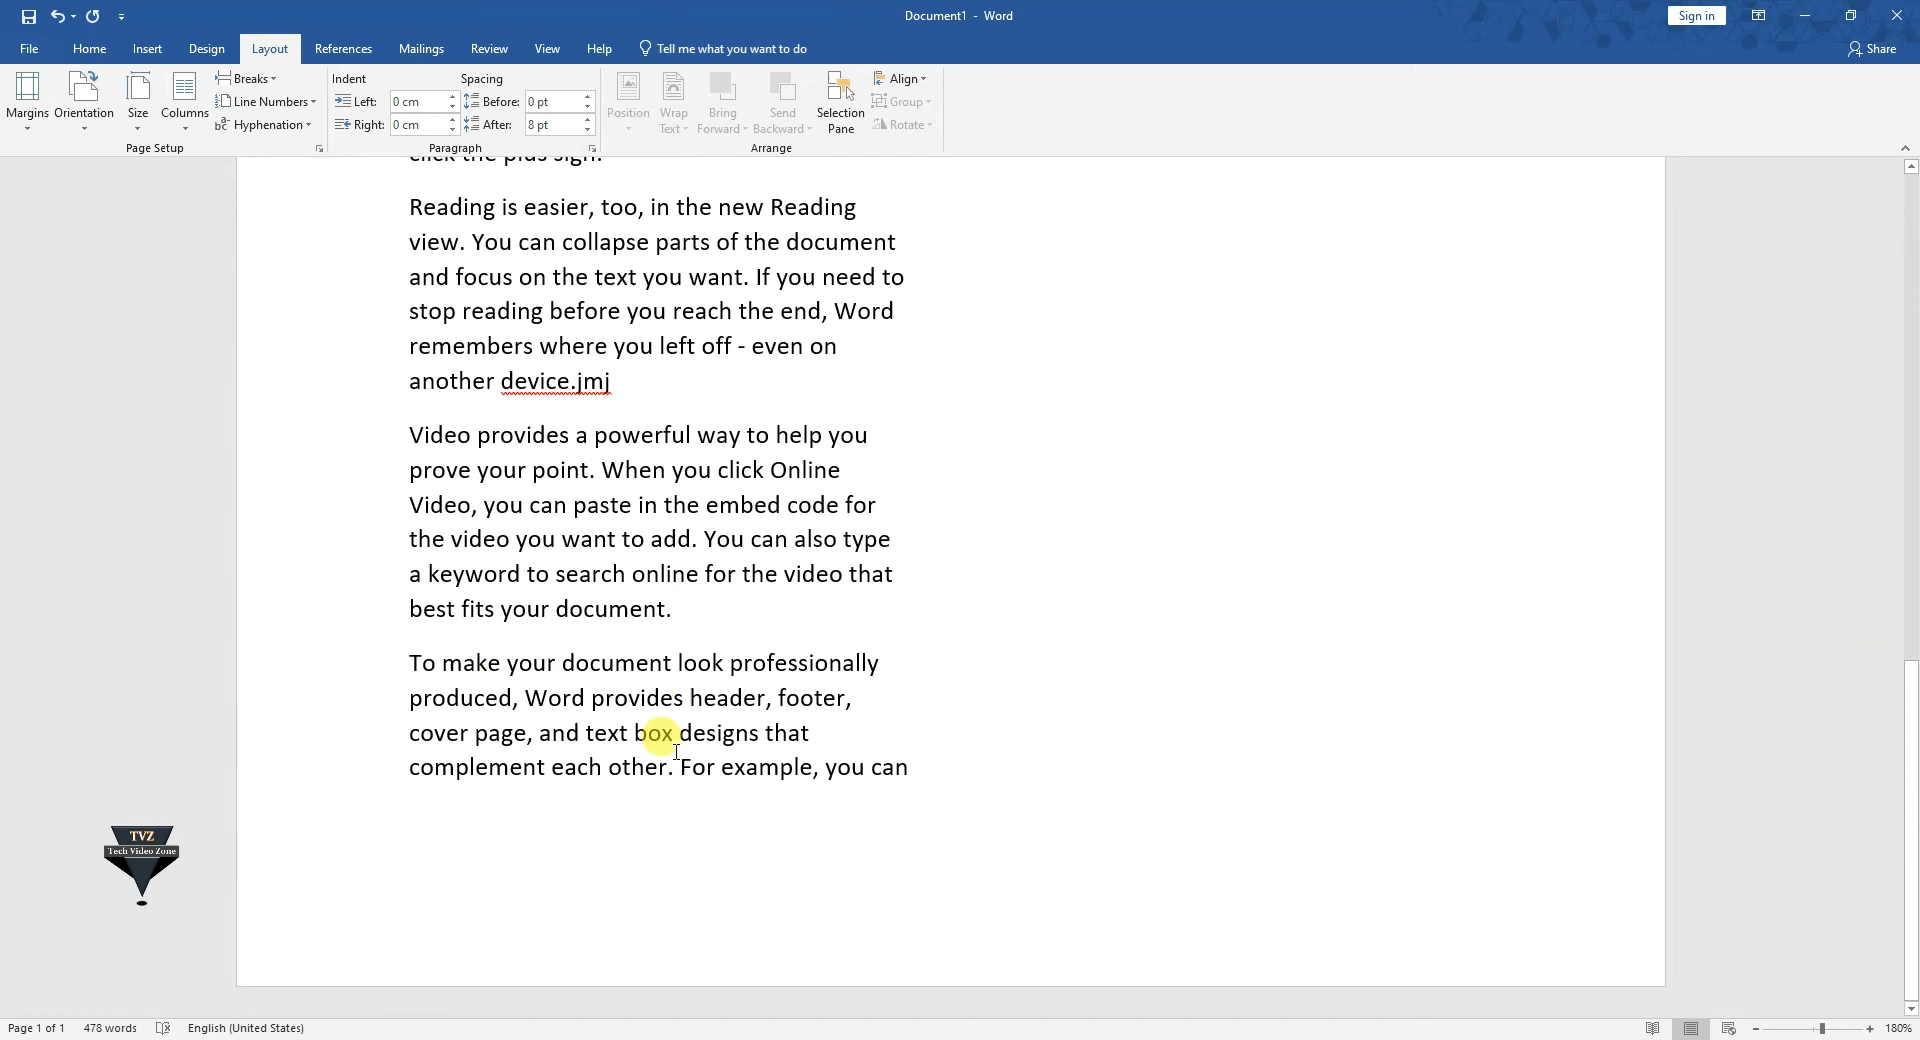 Document1 - Word
Sign in
File Home Insert Design Layout References Mailings Review View Help Tell me what you want to do Share
Margins Orientation Size Columns
Breaks
Line Numbers
Hyphenation
Page Setup
Indent Spacing
Left: 0 cm Before: 0 pt
Right: 0 cm After: 8 pt
Paragraph
Position Wrap Text Bring Forward Send Backward Selection Pane
Align
Group
Rotate
Arrange
click the plus sign.
Reading is easier, too, in the new Reading
view. You can collapse parts of the document
and focus on the text you want. If you need to
stop reading before you reach the end, Word
remembers where you left off - even on
another device.jmj
Video provides a powerful way to help you
prove your point. When you click Online
Video, you can paste in the embed code for
the video you want to add. You can also type
a keyword to search online for the video that
best fits your document.
To make your document look professionally
produced, Word provides header, footer,
cover page, and text box designs that
complement each other. For example, you can
TVZ
Tech Video Zone
Page 1 of 1 478 words English (United States) 180%